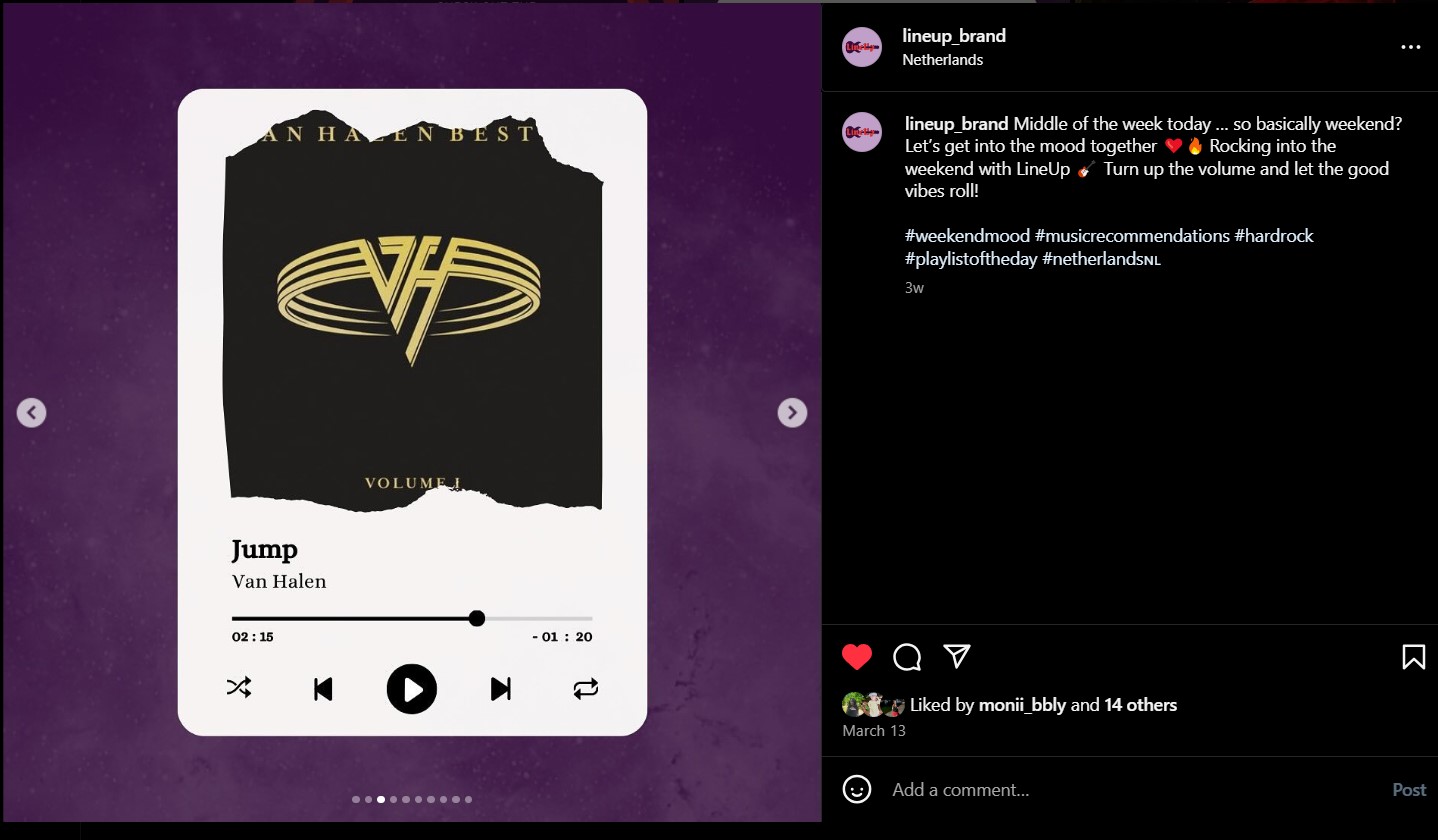 AN HALEN BEST
VOLUME I
Jump
Van Halen
02 : 15
- 01 : 20
lineup_brand
Netherlands
lineup_brand Middle of the week today ... so basically weekend?
Let's get into the mood together ❤️🔥 Rocking into the
weekend with LineUp 🎸 Turn up the volume and let the good
vibes roll!
#weekendmood #musicrecommendations #hardrock
#playlistoftheday #netherlandsɴʟ
3w
Liked by monii_bbly and 14 others
March 13
Add a comment...
Post